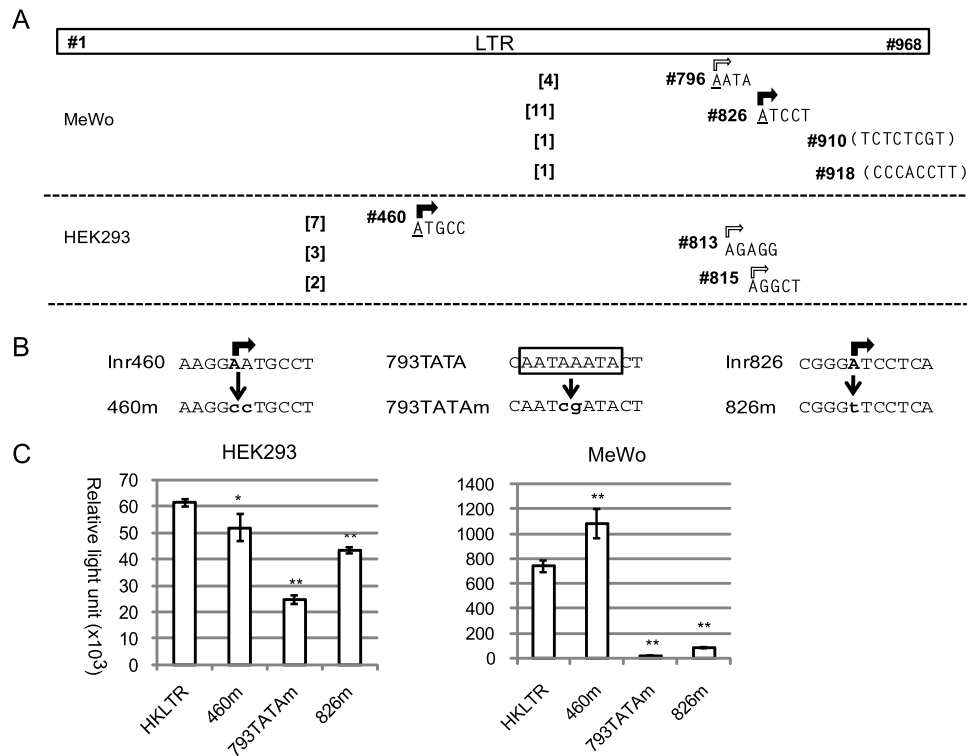 A
#1 LTR #968
MeWo
[4] #796 AATA
[11] #826 ATCCT
[1] #910 (TCTCTCGT)
[1] #918 (CCCACCTT)
HEK293
[7] #460 ATGCC
[3] #813 AGAGG
[2] #815 AGGCT
B
Inr460 AAGGAATGCCT 793TATA CAATAAATACT Inr826 CGGGATCCTCA
460m AAGGccTGCCT 793TATAm CAATcgATACT 826m CGGGtTCCTCA
C
HEK293 MeWo
Relative light unit (x10³)
70
60
50
40
30
20
10
0
* ** **
HKLTR 460m 793TATAm 826m
1400
1200
1000
800
600
400
200
0
** ** **
HKLTR 460m 793TATAm 826m